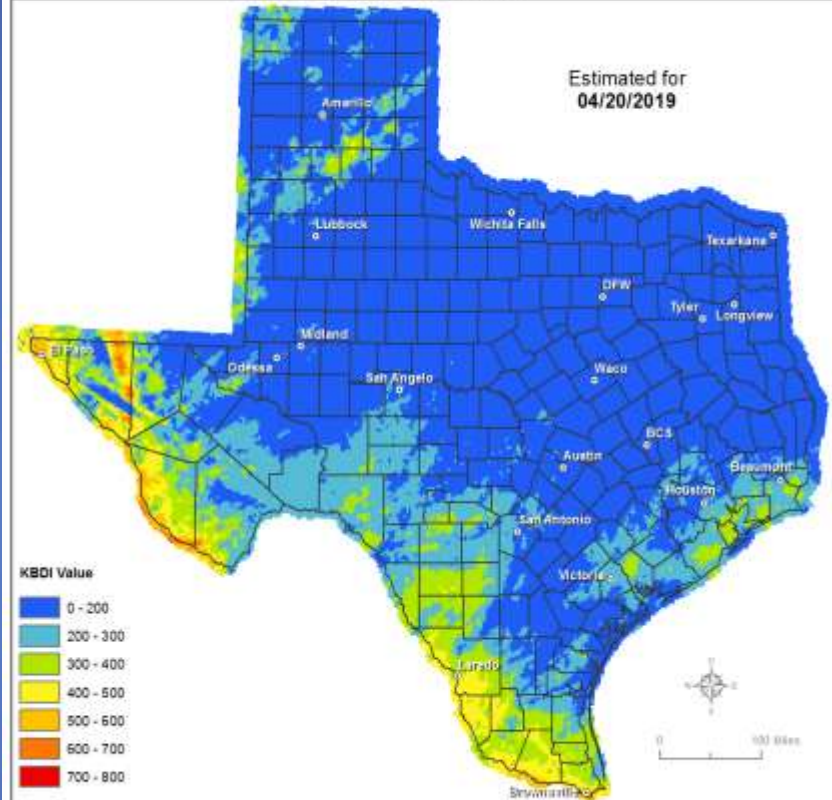 Estimated for
04/20/2019
Amarillo
Lubbock
Wichita Falls
Texarkana
DFW
Tyler
Longview
Midland
El Paso
Odessa
San Angelo
Waco
BCS
Austin
Beaumont
Houston
San Antonio
Victoria
KBDI Value
0 - 200
200 - 300
300 - 400
400 - 500
500 - 600
600 - 700
700 - 800
Laredo
0
100 Miles
Brownsville